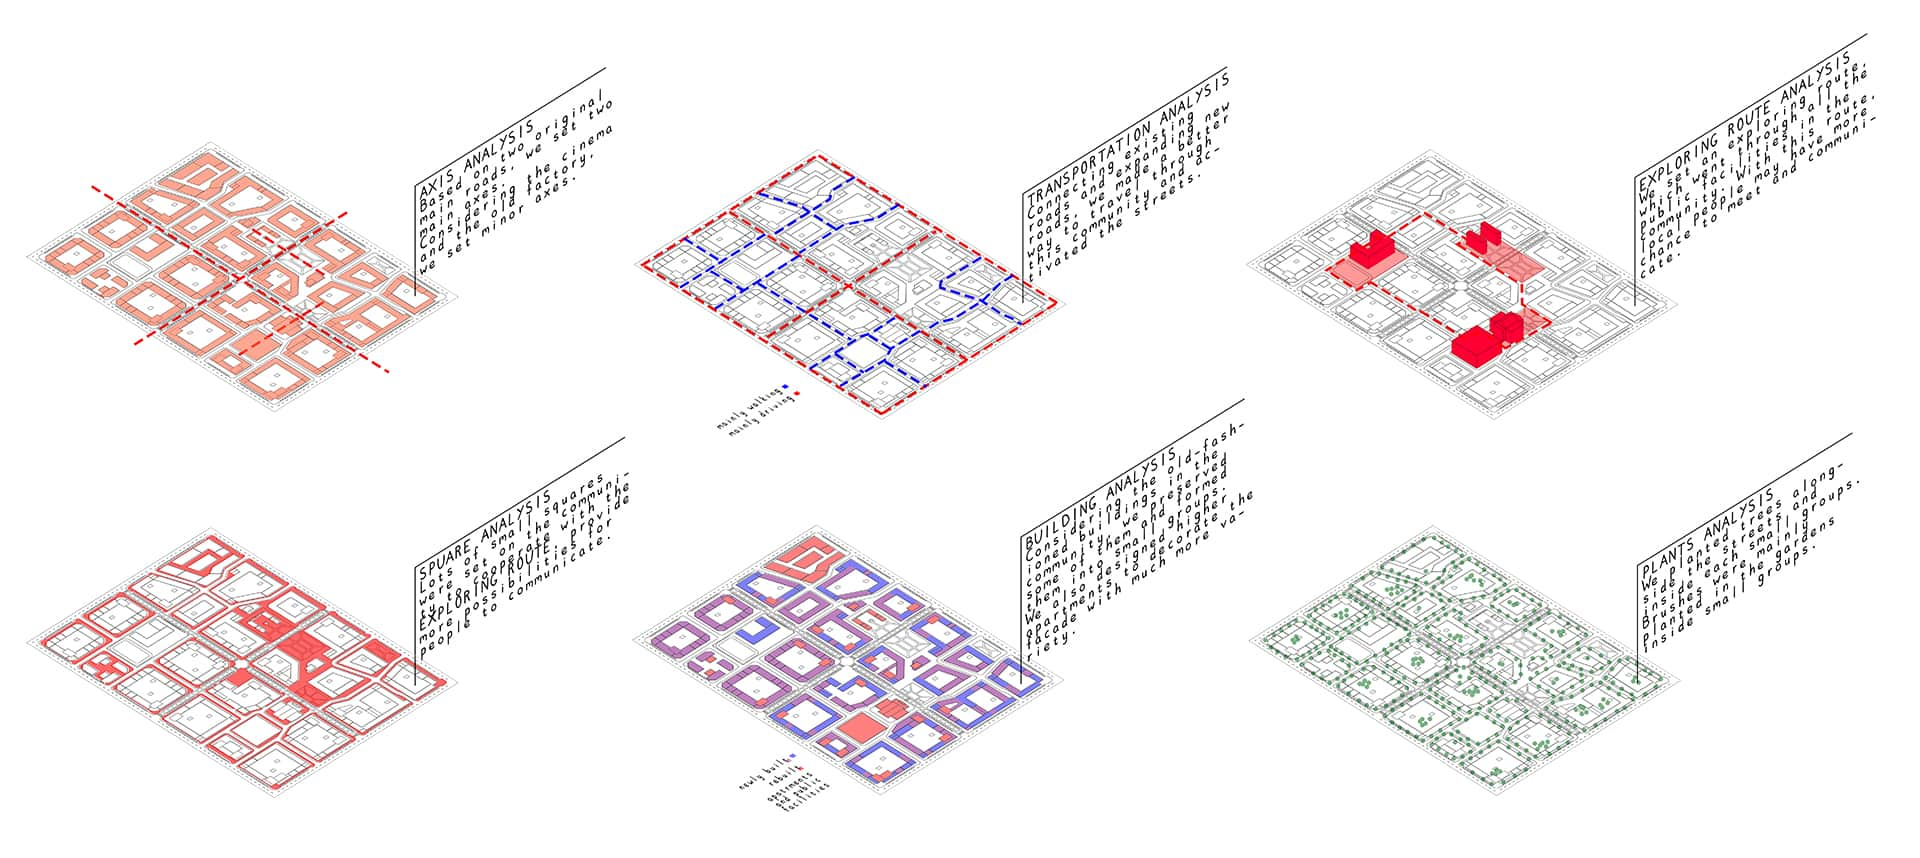 AXIS ANALYSIS
Based on two original
main roads, we set two
main axes.
Considering the cinema
and the old factory,
we set minor axes.
TRANSPORTATION ANALYSIS
Connecting existing
roads and expanding new
roads, we made better
ways to travel through
this community and ac-
tivated the streets.
mainly walking
mainly driving
EXPLORING ROUTE ANALYSIS
We set an exploring route,
which went through all the
public facilities in the
community. With this route,
local people may have more
chance to meet and communi-
cate.
SPUARE ANALYSIS
Lots of small squares
were set on the communi-
ty to cooperate with the
EXPLORING ROUTE, provide
more possibilities for
people to communicate.
BUILDING ANALYSIS
Considering the old-fash-
ioned buildings in the
community, we preserved
some of them and formed
them into small groups.
We also designed higher
apartments to decorate the
facade with much more va-
riety.
newly built
rebuilt
apartments
and public
facilities
PLANTS ANALYSIS
We planted trees along-
side each street and
inside small groups.
Brushes were mainly
planted in the gardens
inside small groups.